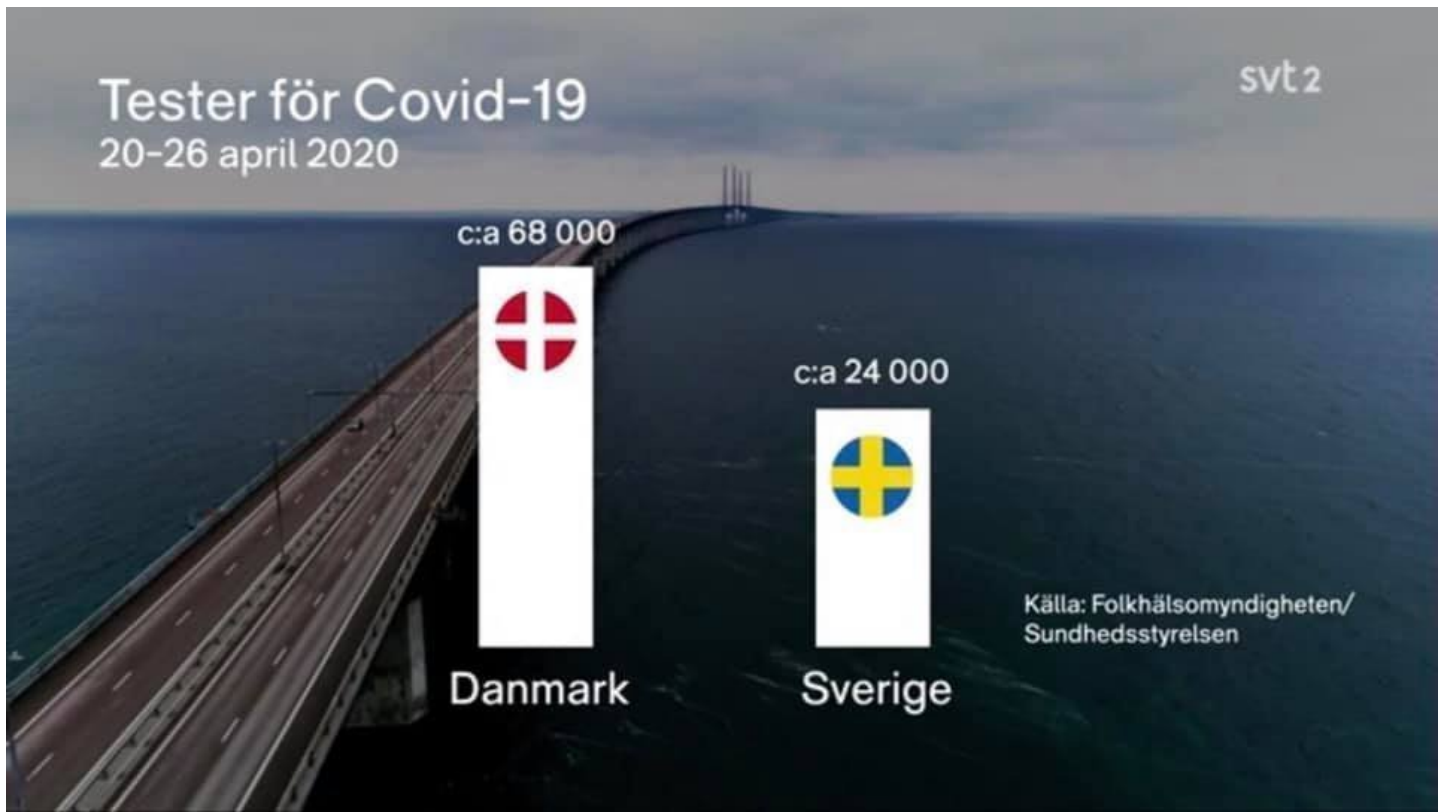 Tester för Covid-19
20-26 april 2020
svt2
c:a 68 000
c:a 24 000
Danmark
Sverige
Källa: Folkhälsomyndigheten/
Sundhedsstyrelsen